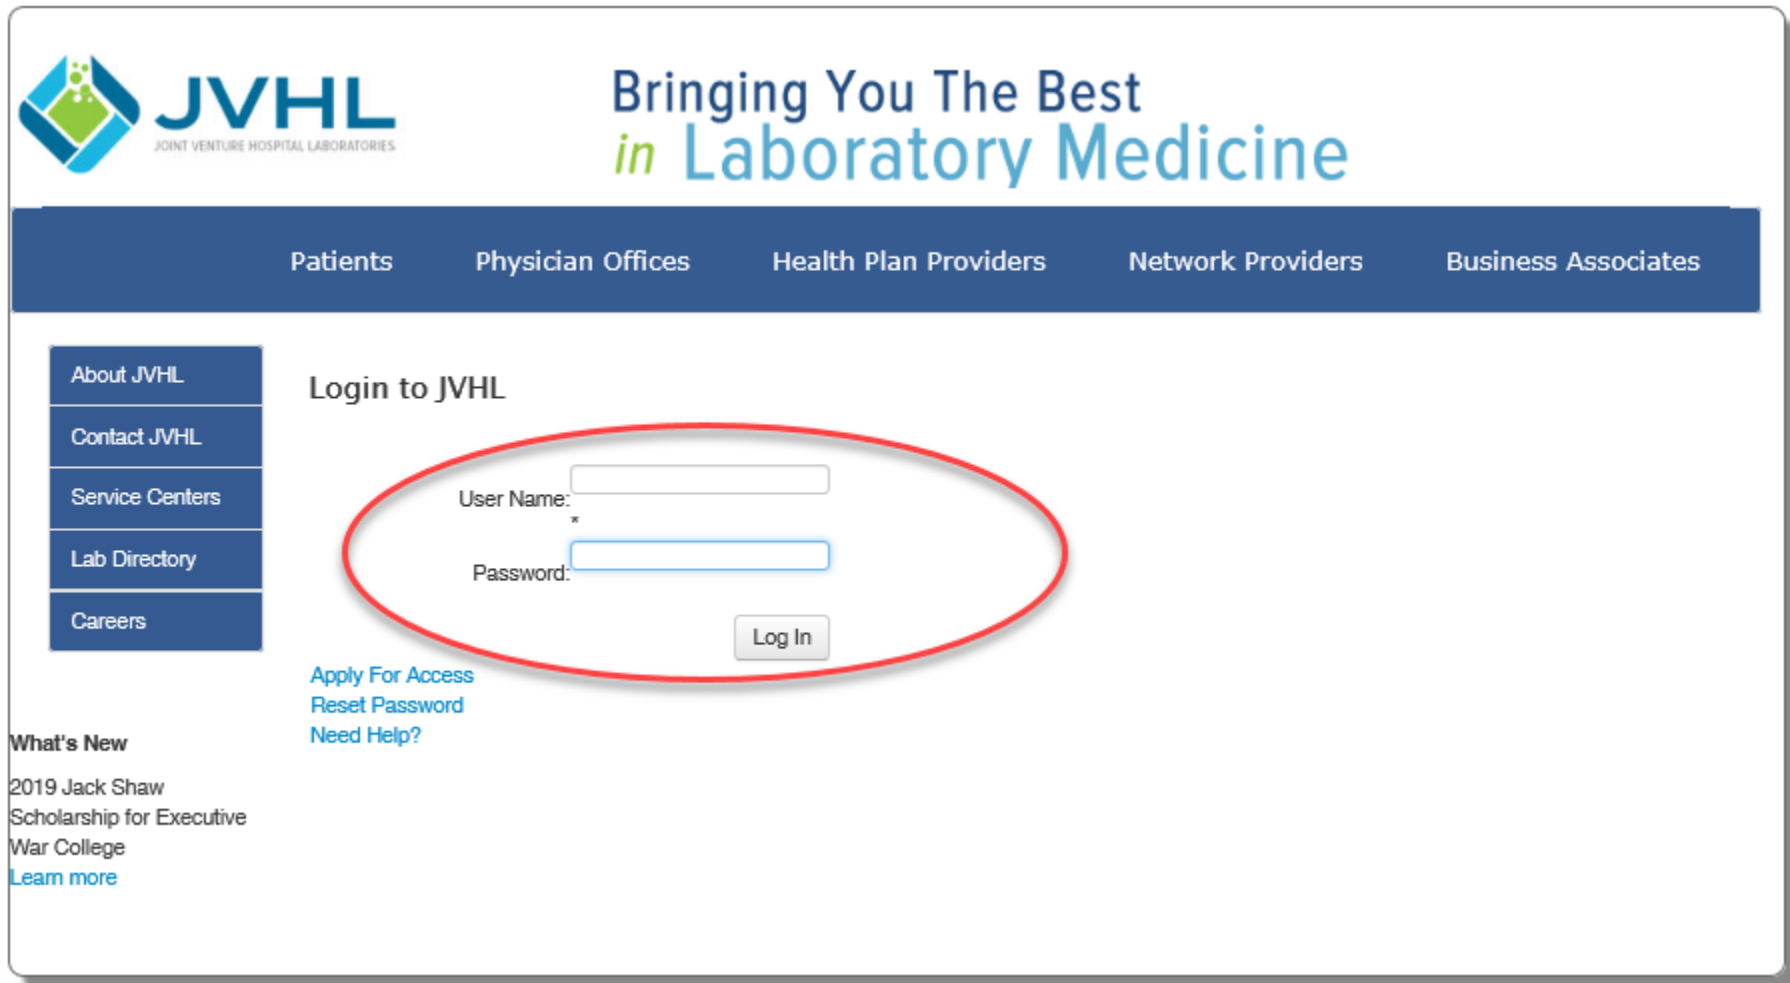 JVHL
JOINT VENTURE HOSPITAL LABORATORIES
Bringing You The Best
in Laboratory Medicine
Patients Physician Offices Health Plan Providers Network Providers Business Associates
About JVHL
Contact JVHL
Service Centers
Lab Directory
Careers
Login to JVHL
User Name:
*
Password:
Log In
Apply For Access
Reset Password
Need Help?
What's New
2019 Jack Shaw
Scholarship for Executive
War College
Learn more